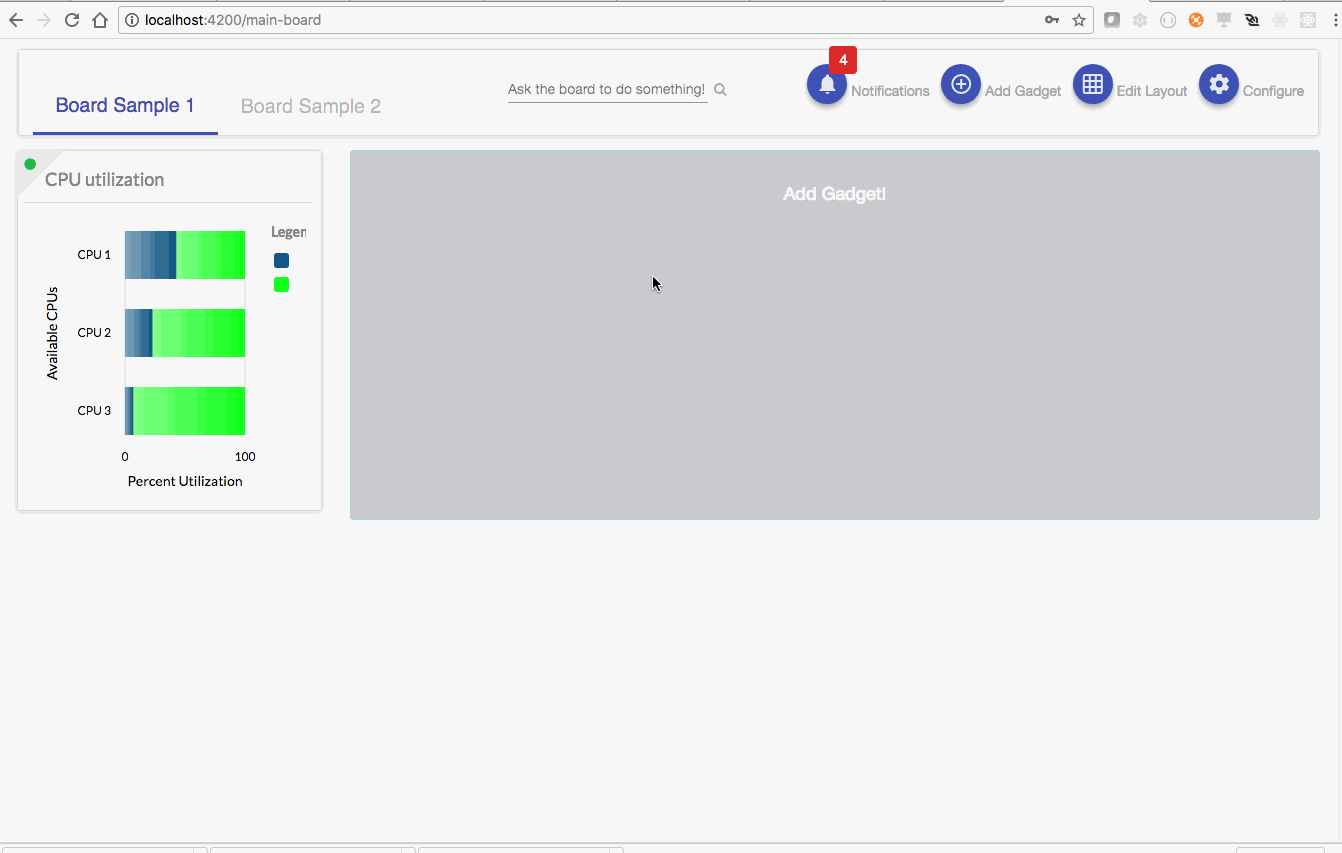 localhost:4200/main-board
Board Sample 1
Board Sample 2
Ask the board to do something!
4
Notifications
Add Gadget
Edit Layout
Configure
CPU utilization
Add Gadget!
Legen
CPU 1
CPU 2
CPU 3
Available CPUs
0
100
Percent Utilization